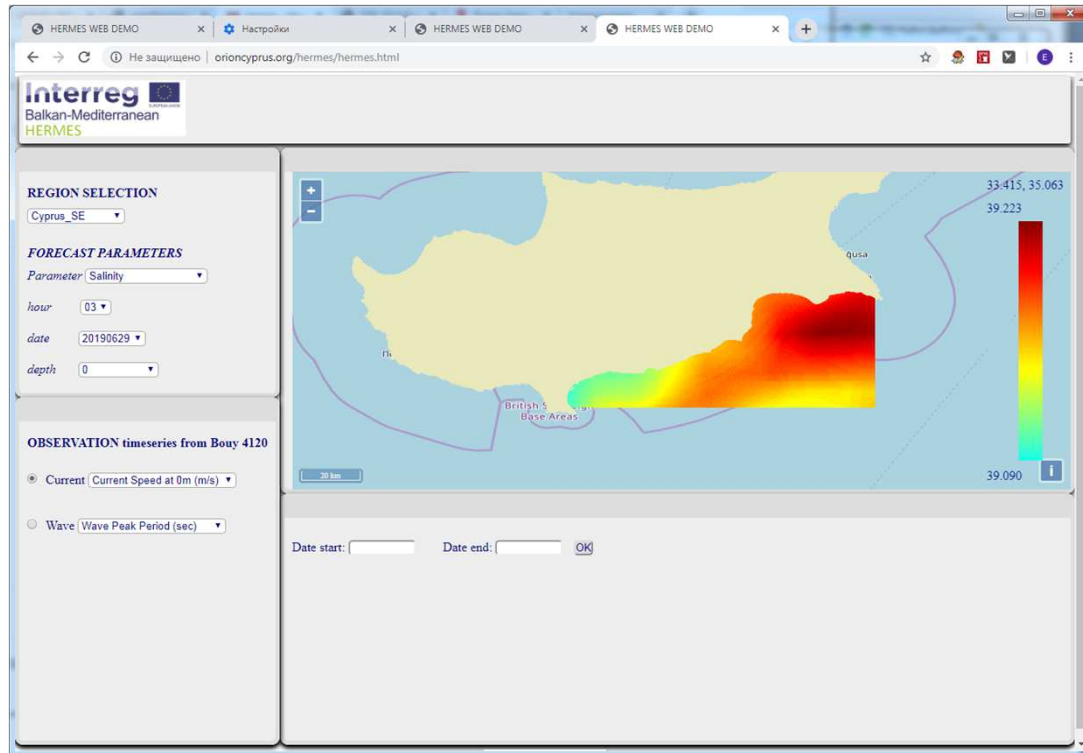 HERMES WEB DEMO
Настройки
HERMES WEB DEMO
HERMES WEB DEMO
Не защищено | orioncyprus.org/hermes/hermes.html
E
Interreg
EUROPEAN UNION
Balkan-Mediterranean
HERMES
REGION SELECTION
Cyprus_SE
FORECAST PARAMETERS
Parameter Salinity
hour 03
date 20190629
depth 0
OBSERVATION timeseries from Bouy 4120
Current Current Speed at 0m (m/s)
Wave Wave Peak Period (sec)
+
−
33.415, 35.063
39.223
gusa
British
Base Areas
20 km
39.090
i
Date start: Date end: OK